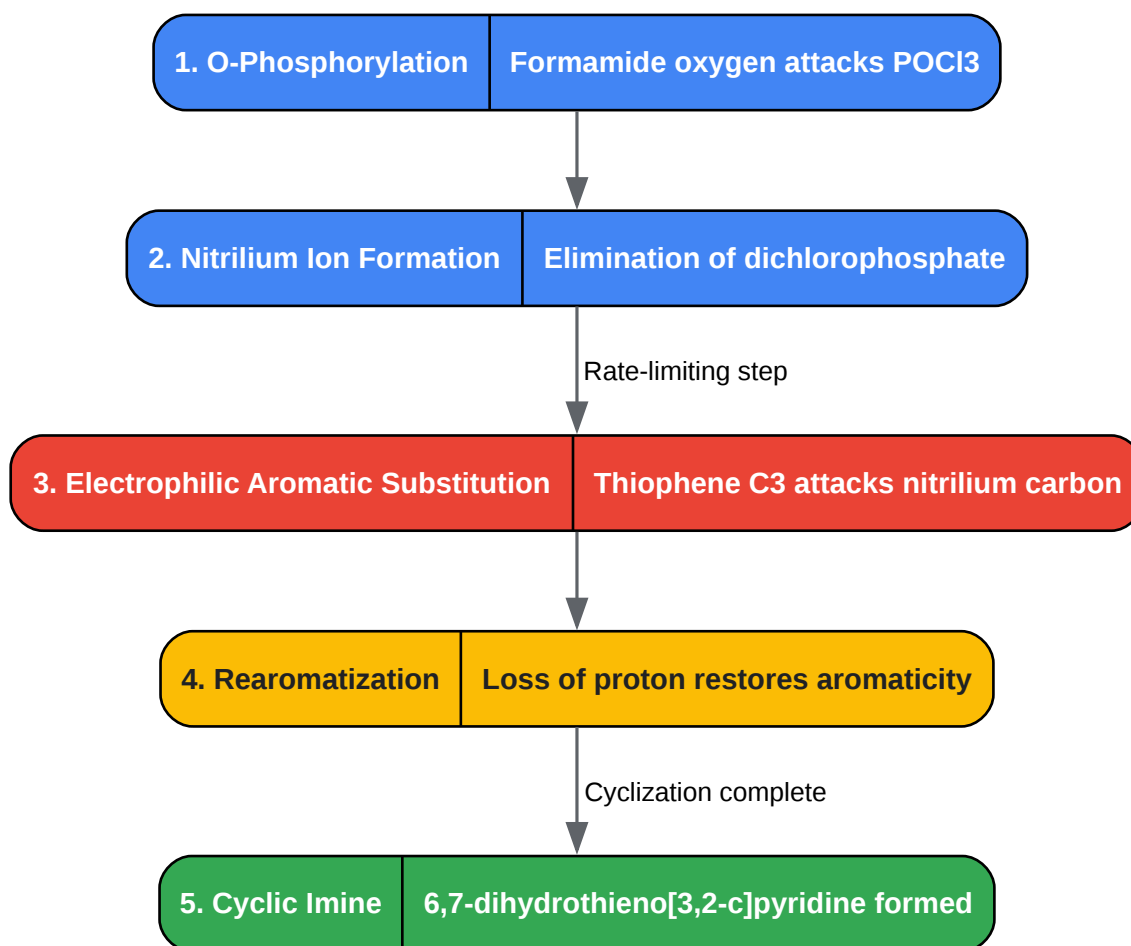 1. O-Phosphorylation Formamide oxygen attacks POCl3
2. Nitrilium Ion Formation Elimination of dichlorophosphate
Rate-limiting step
3. Electrophilic Aromatic Substitution Thiophene C3 attacks nitrilium carbon
4. Rearomatization Loss of proton restores aromaticity
Cyclization complete
5. Cyclic Imine 6,7-dihydrothieno[3,2-c]pyridine formed